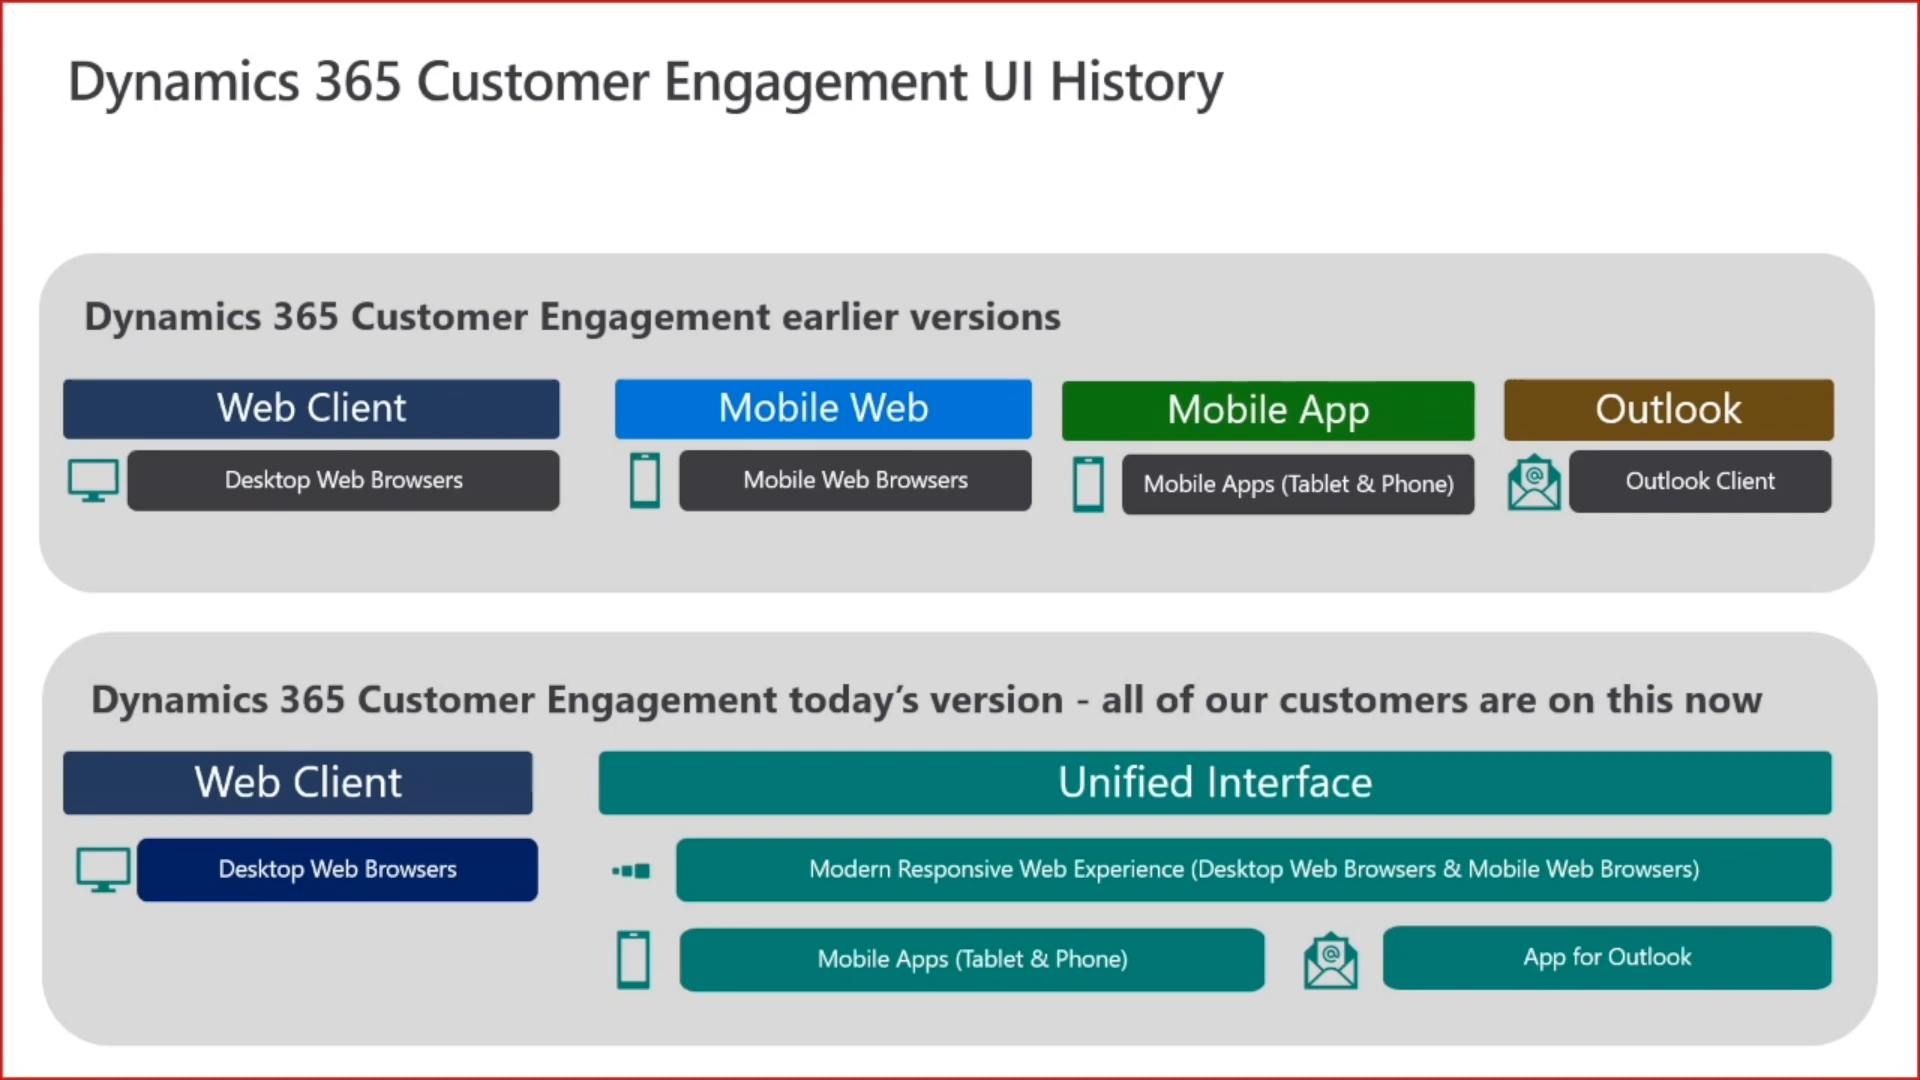 Dynamics 365 Customer Engagement UI History
Dynamics 365 Customer Engagement earlier versions
Web Client
Mobile Web
Mobile App
Outlook
Desktop Web Browsers
Mobile Web Browsers
Mobile Apps (Tablet & Phone)
@
Outlook Client
Dynamics 365 Customer Engagement today’s version - all of our customers are on this now
Web Client
Unified Interface
Desktop Web Browsers
Modern Responsive Web Experience (Desktop Web Browsers & Mobile Web Browsers)
Mobile Apps (Tablet & Phone)
@
App for Outlook